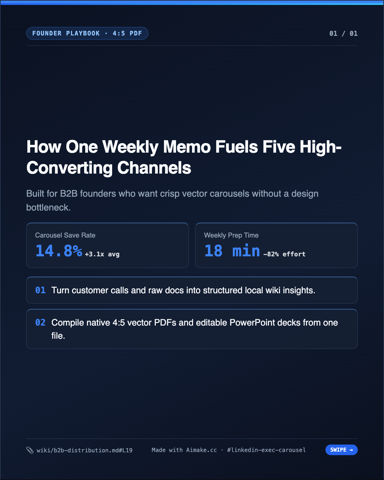 FOUNDER PLAYBOOK · 4:5 PDF
01 / 01
How One Weekly Memo Fuels Five High-
Converting Channels
Built for B2B founders who want crisp vector carousels without a design
bottleneck.
Carousel Save Rate
14.8% +3.1x avg
Weekly Prep Time
18 min −82% effort
01 Turn customer calls and raw docs into structured local wiki insights.
02 Compile native 4:5 vector PDFs and editable PowerPoint decks from one
file.
wiki/b2b-distribution.md#L19
Made with Aimake.cc · #linkedin-exec-carousel
SWIPE →